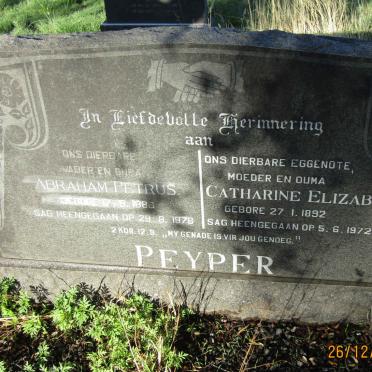 In Liefdevolle Herinnering
aan
ONS DIERBARE
VADER EN OUPA
ABRAHAM PETRUS
SAG HEENGEGAAN OP 29.8.1978
ONS DIERBARE EGGENOTE,
MOEDER EN OUMA
CATHARINE ELIZAB
GEBORE 27.1.1892
SAG HEENGEGAAN OP 5.6.1972
2 KOR. 12.9. „MY GENADE IS VIR JOU GENOEG."
PEYPER
26/12/